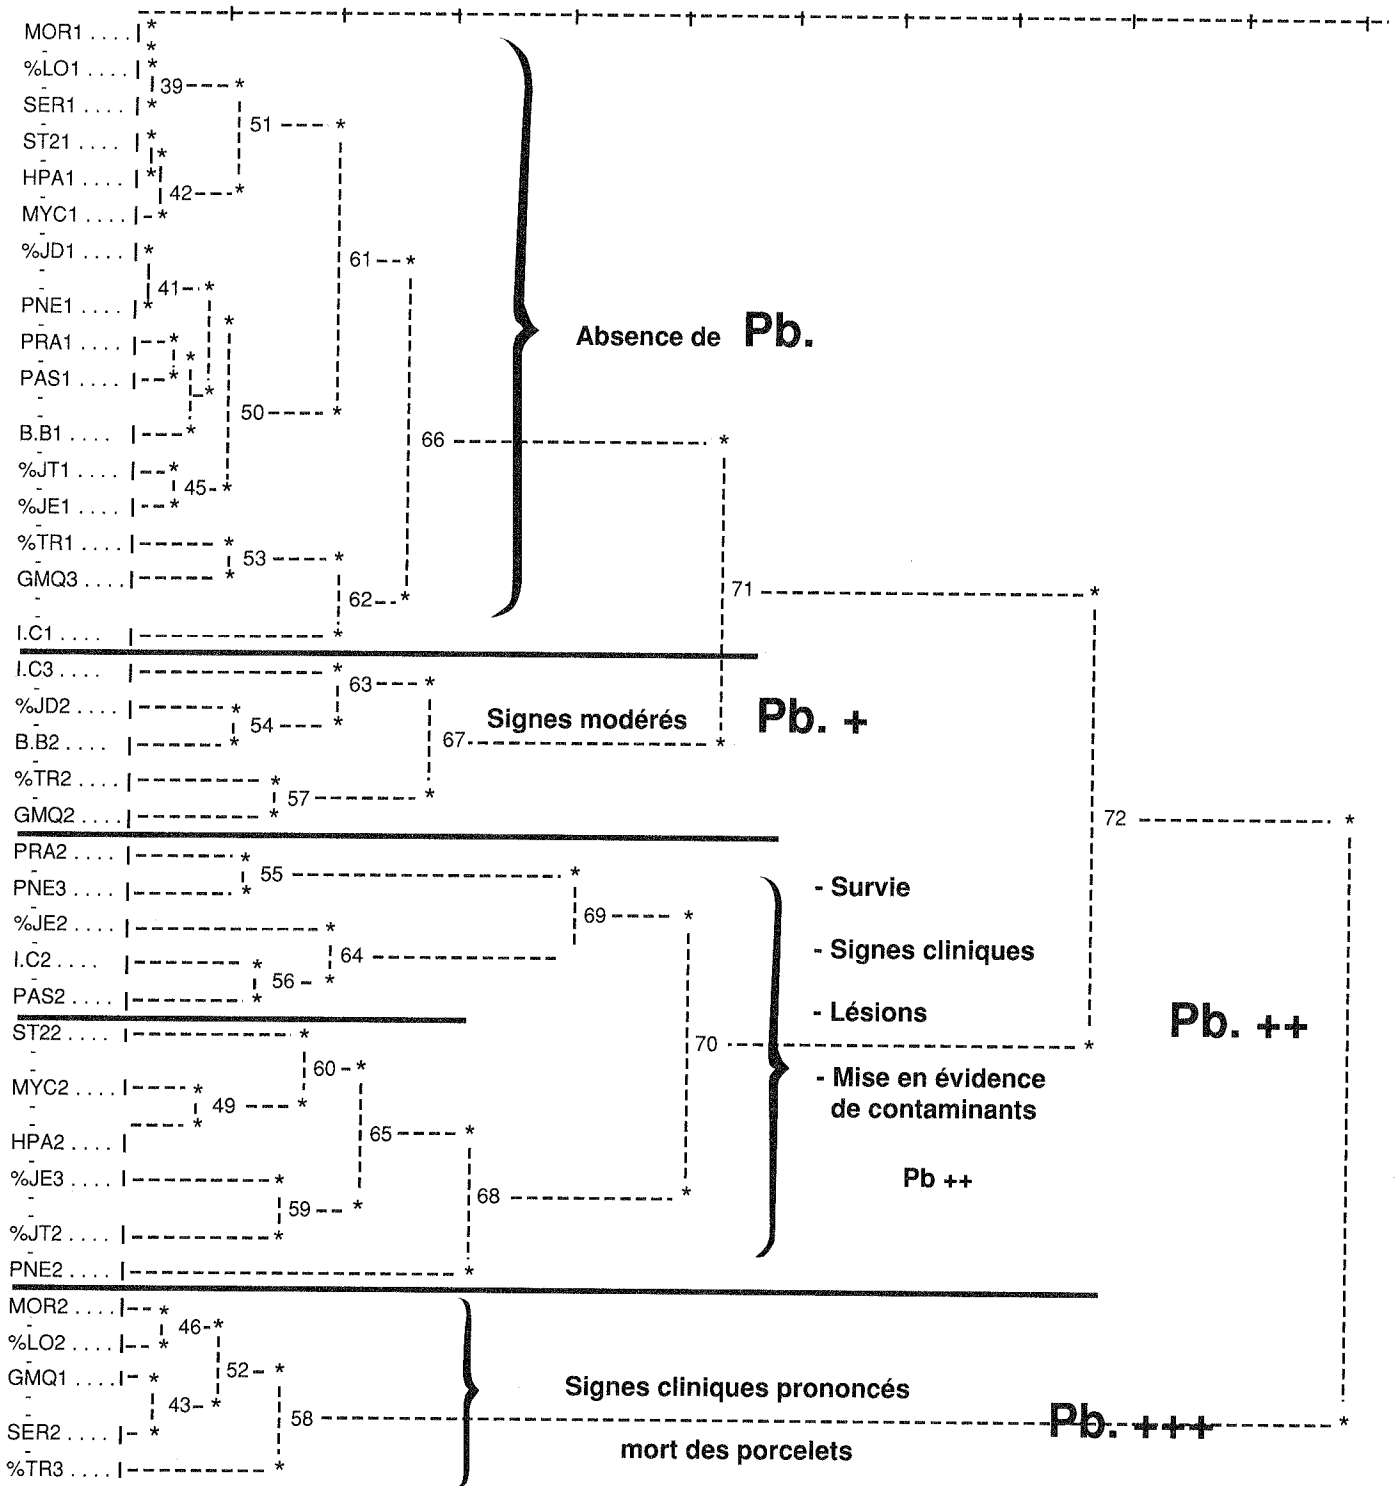 MOR1 ....
%LO1 ....
39
SER1 ....
51
ST21 ....
HPA1 ....
42
MYC1 ....
%JD1 ....
61
41
PNE1 ....
Absence de Pb.
PRA1 ....
PAS1 ....
50
B.B1 ....
66
%JT1 ....
45
%JE1 ....
%TR1 ....
53
GMQ3 ....
71
62
I.C1 ....
I.C3 ....
63
%JD2 ....
54
Signes modérés Pb. +
B.B2 ....
67
%TR2 ....
57
GMQ2 ....
72
PRA2 ....
55
PNE3 ....
- Survie
69
%JE2 ....
64
- Signes cliniques
I.C2 ....
56
PAS2 ....
- Lésions
Pb. ++
ST22 ....
70
60
- Mise en évidence
de contaminants
MYC2 ....
49
65
HPA2 ....
%JE3 ....
Pb ++
68
59
%JT2 ....
PNE2 ....
MOR2 ....
46
%LO2 ....
52
GMQ1 ....
Signes cliniques prononcés
43
58
Pb. +++
SER2 ....
mort des porcelets
%TR3 ....